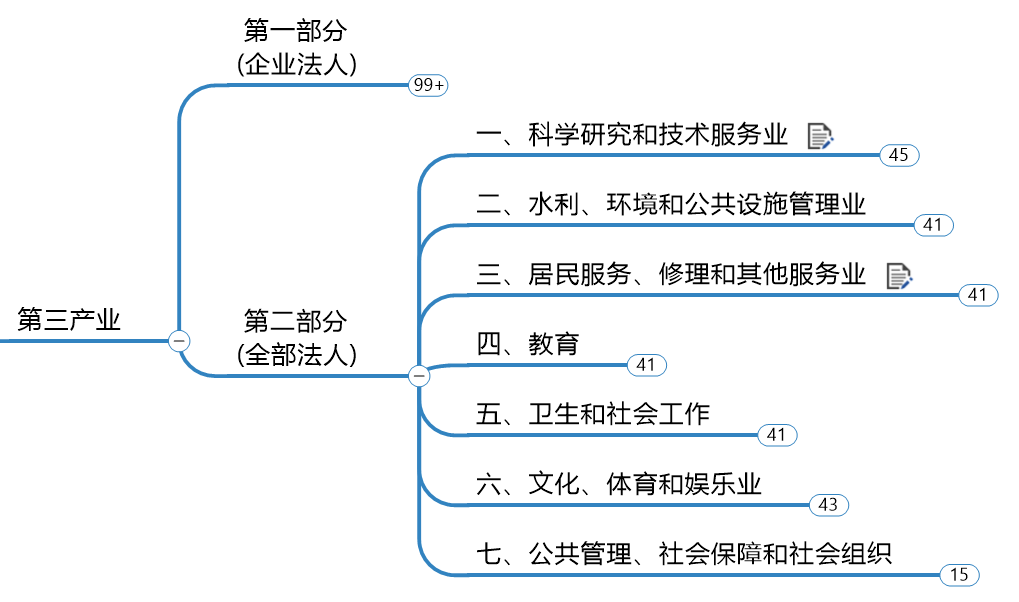 第一部分
(企业法人)
99+
一、科学研究和技术服务业
45
二、水利、环境和公共设施管理业
41
三、居民服务、修理和其他服务业
41
第三产业
第二部分
(全部法人)
四、教育
41
五、卫生和社会工作
41
六、文化、体育和娱乐业
43
七、公共管理、社会保障和社会组织
15